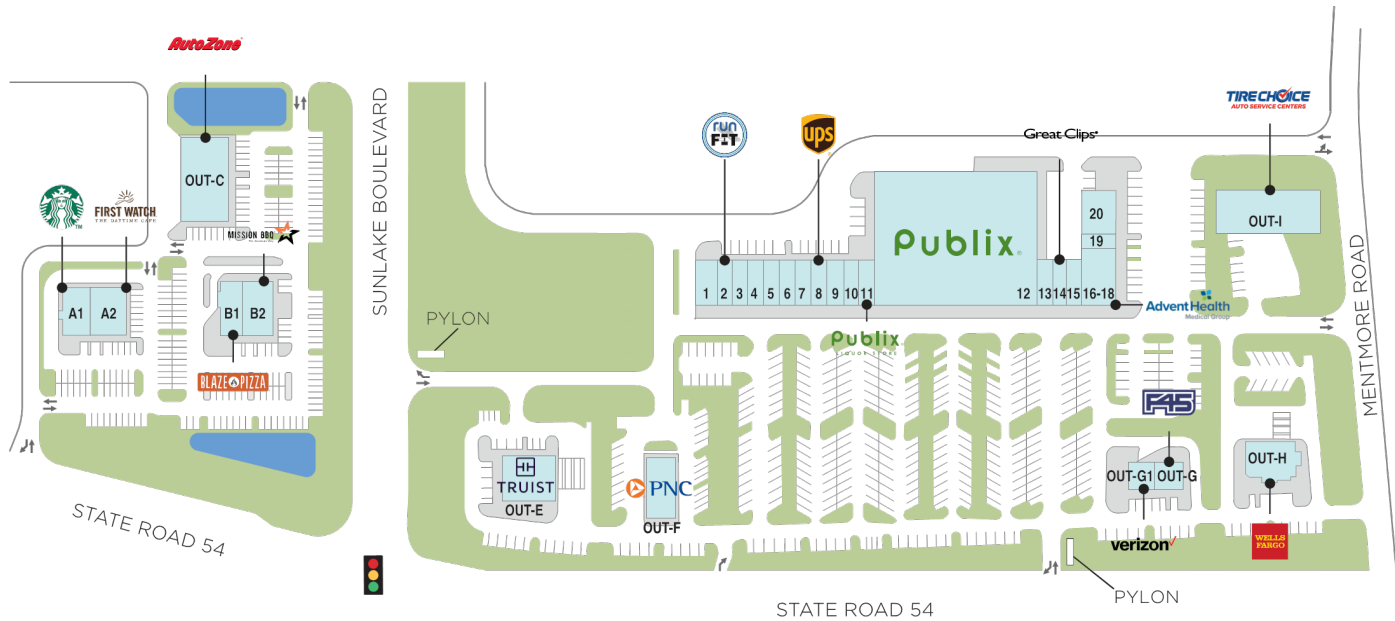 AutoZone
SUNLAKE BOULEVARD
run
FIT
ups
Great Clips
TIRE CHOICE
AUTO SERVICE CENTERS
OUT-C
FIRST WATCH
THE DAYTIME CAFE
MISSION BBQ
20
19
Publix
OUT-I
MENTMORE ROAD
A1 A2
B1 B2
1 2 3 4 5 6 7 8 9 10 11 12 13 14 15 16-18
AdventHealth
Medical Group
PYLON
Publix
LIQUOR STORE
BLAZE PIZZA
F45
TRUIST
OUT-E
PNC
OUT-F
OUT-G1 OUT-G
OUT-H
STATE ROAD 54
verizon
WELLS
FARGO
PYLON
STATE ROAD 54